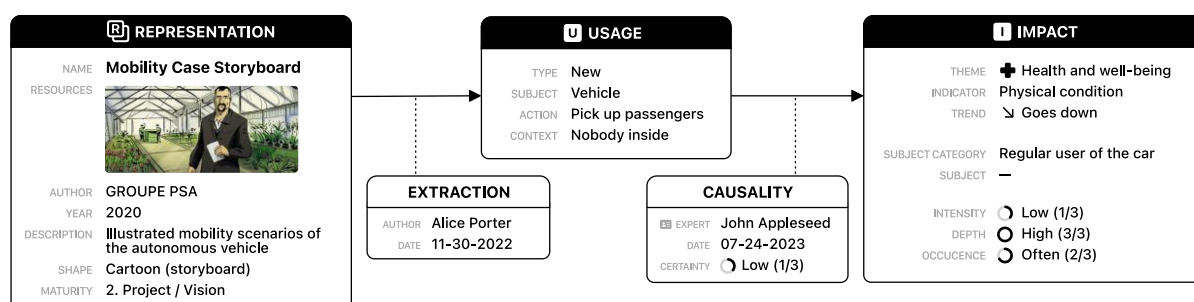 R REPRESENTATION
NAME Mobility Case Storyboard
RESOURCES
AUTHOR GROUPE PSA
YEAR 2020
DESCRIPTION Illustrated mobility scenarios of
the autonomous vehicle
SHAPE Cartoon (storyboard)
MATURITY 2. Project / Vision
EXTRACTION
AUTHOR Alice Porter
DATE 11-30-2022
U USAGE
TYPE New
SUBJECT Vehicle
ACTION Pick up passengers
CONTEXT Nobody inside
CAUSALITY
EXPERT John Appleseed
DATE 07-24-2023
CERTAINTY Low (1/3)
I IMPACT
THEME Health and well-being
INDICATOR Physical condition
TREND Goes down
SUBJECT CATEGORY Regular user of the car
SUBJECT —
INTENSITY Low (1/3)
DEPTH High (3/3)
OCCUCENCE Often (2/3)